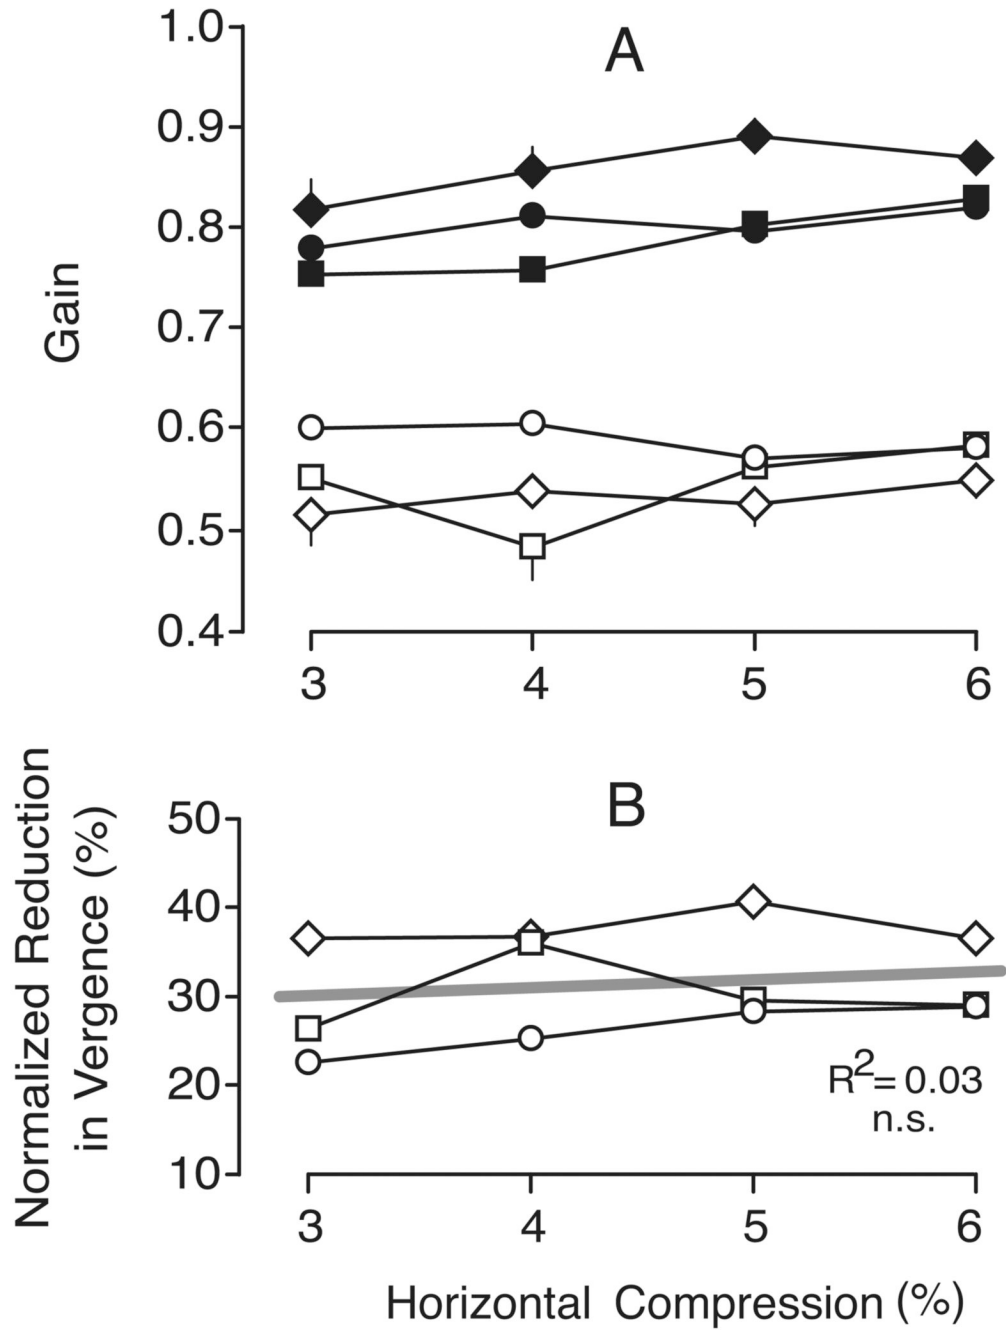 A
1.0
0.9
0.8
0.7
0.6
0.5
0.4
Gain
3 4 5 6
B
50
40
30
20
10
Normalized Reduction
in Vergence (%)
R²= 0.03
n.s.
3 4 5 6
Horizontal Compression (%)